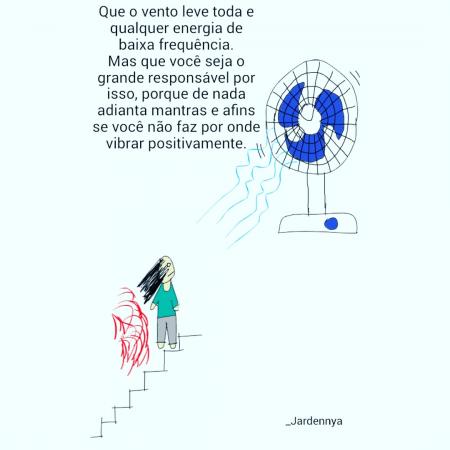 Que o vento leve toda e
qualquer energia de
baixa frequência.
Mas que você seja o
grande responsável por
isso, porque de nada
adianta mantras e afins
se você não faz por onde
vibrar positivamente.
_Jardennya